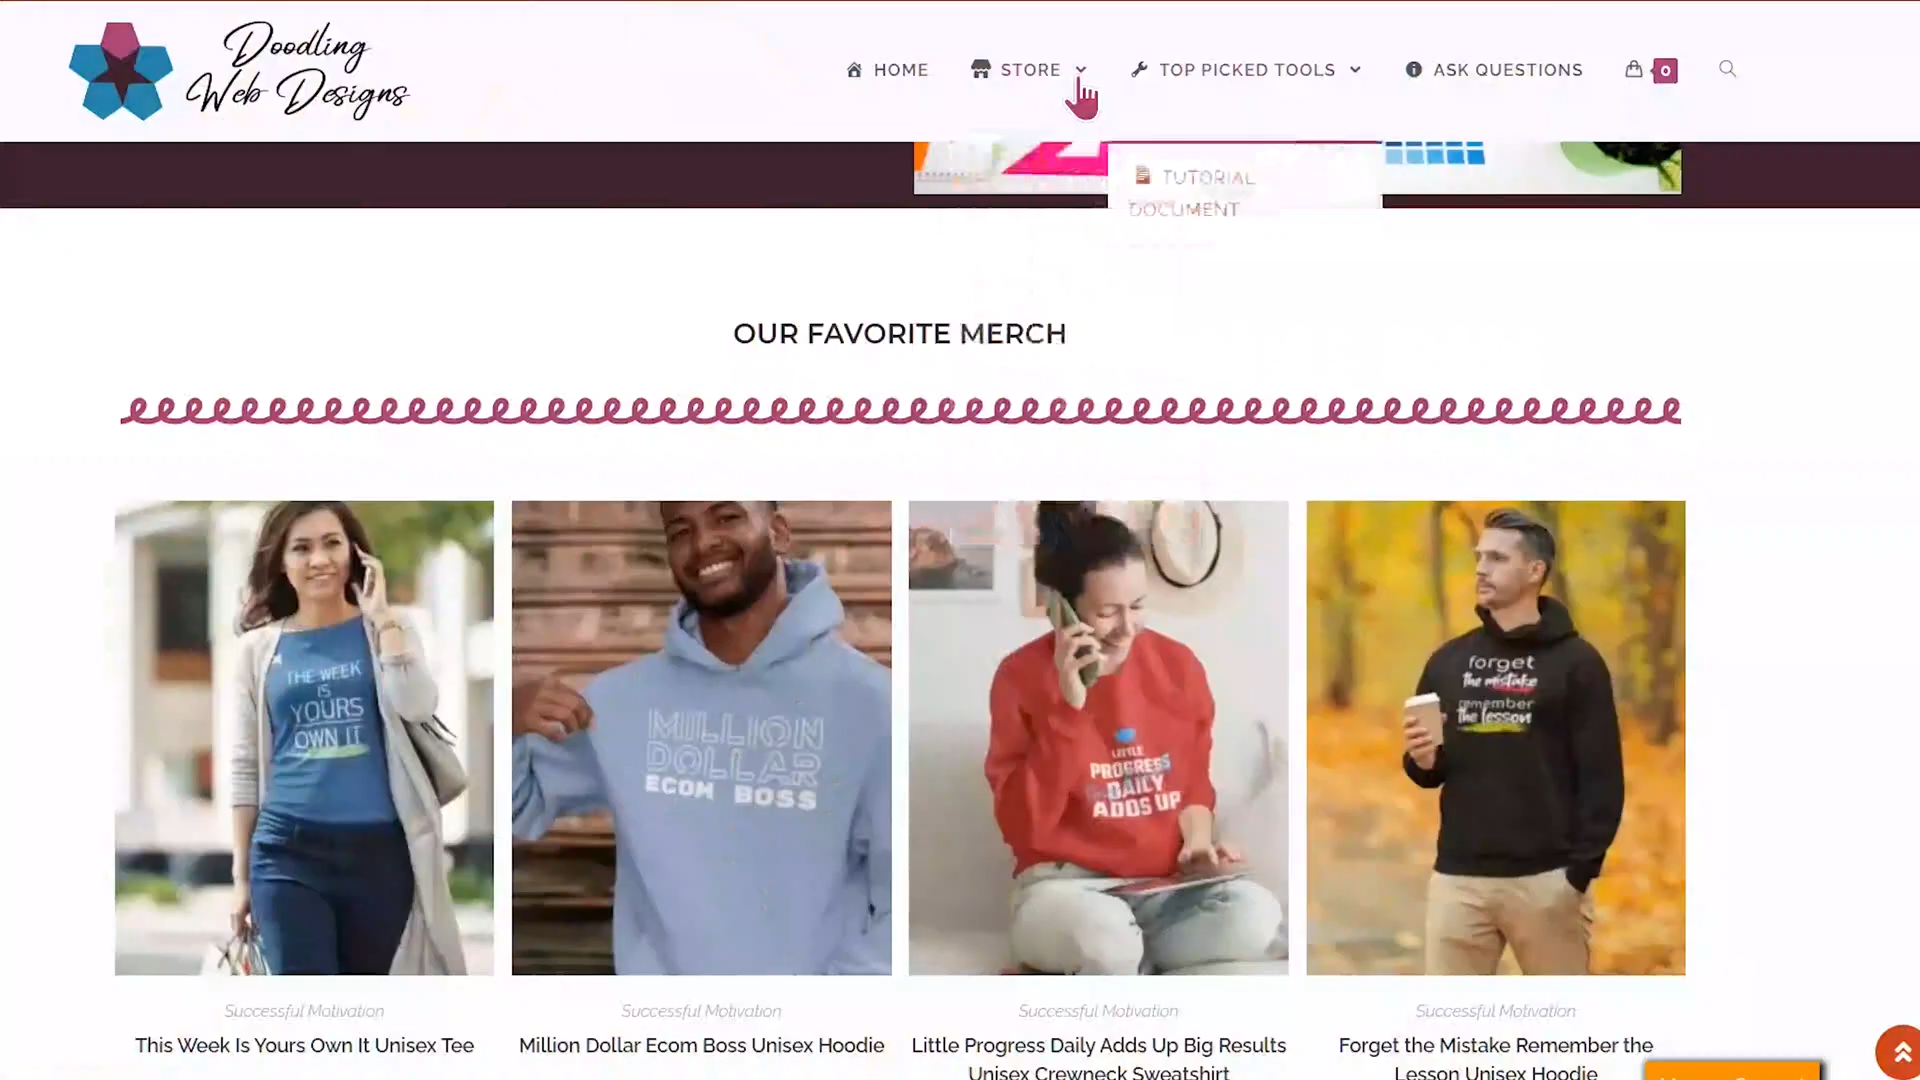 Doodling
Web Designs
HOME
STORE
TOP PICKED TOOLS
ASK QUESTIONS
0
TUTORIAL
DOCUMENT
OUR FAVORITE MERCH
THE WEEK
IS
YOURS
OWN IT
MILLION
DOLLAR
ECOM BOSS
LITTLE
PROGRESS
DAILY
ADDS UP
forget
the mistake
remember
the lesson
Successful Motivation
Successful Motivation
Successful Motivation
Successful Motivation
This Week Is Yours Own It Unisex Tee
Million Dollar Ecom Boss Unisex Hoodie
Little Progress Daily Adds Up Big Results
Unisex Crewneck Sweatshirt
Forget the Mistake Remember the
Lesson Unisex Hoodie